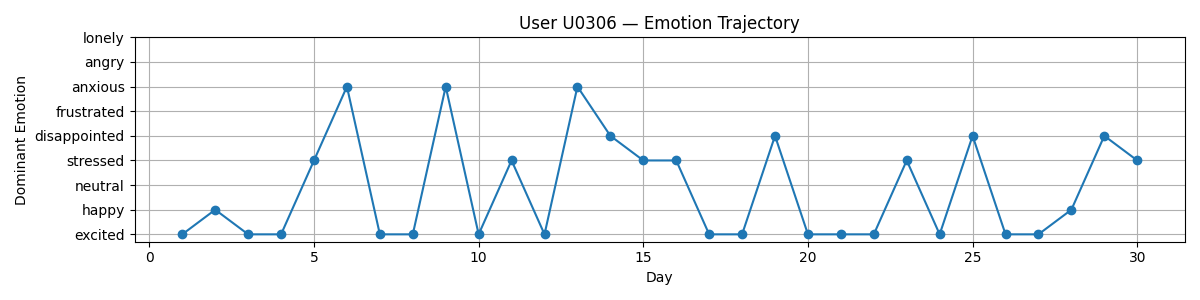 User U0306 — Emotion Trajectory
Dominant Emotion
lonely
angry
anxious
frustrated
disappointed
stressed
neutral
happy
excited
0 5 10 15 20 25 30
Day